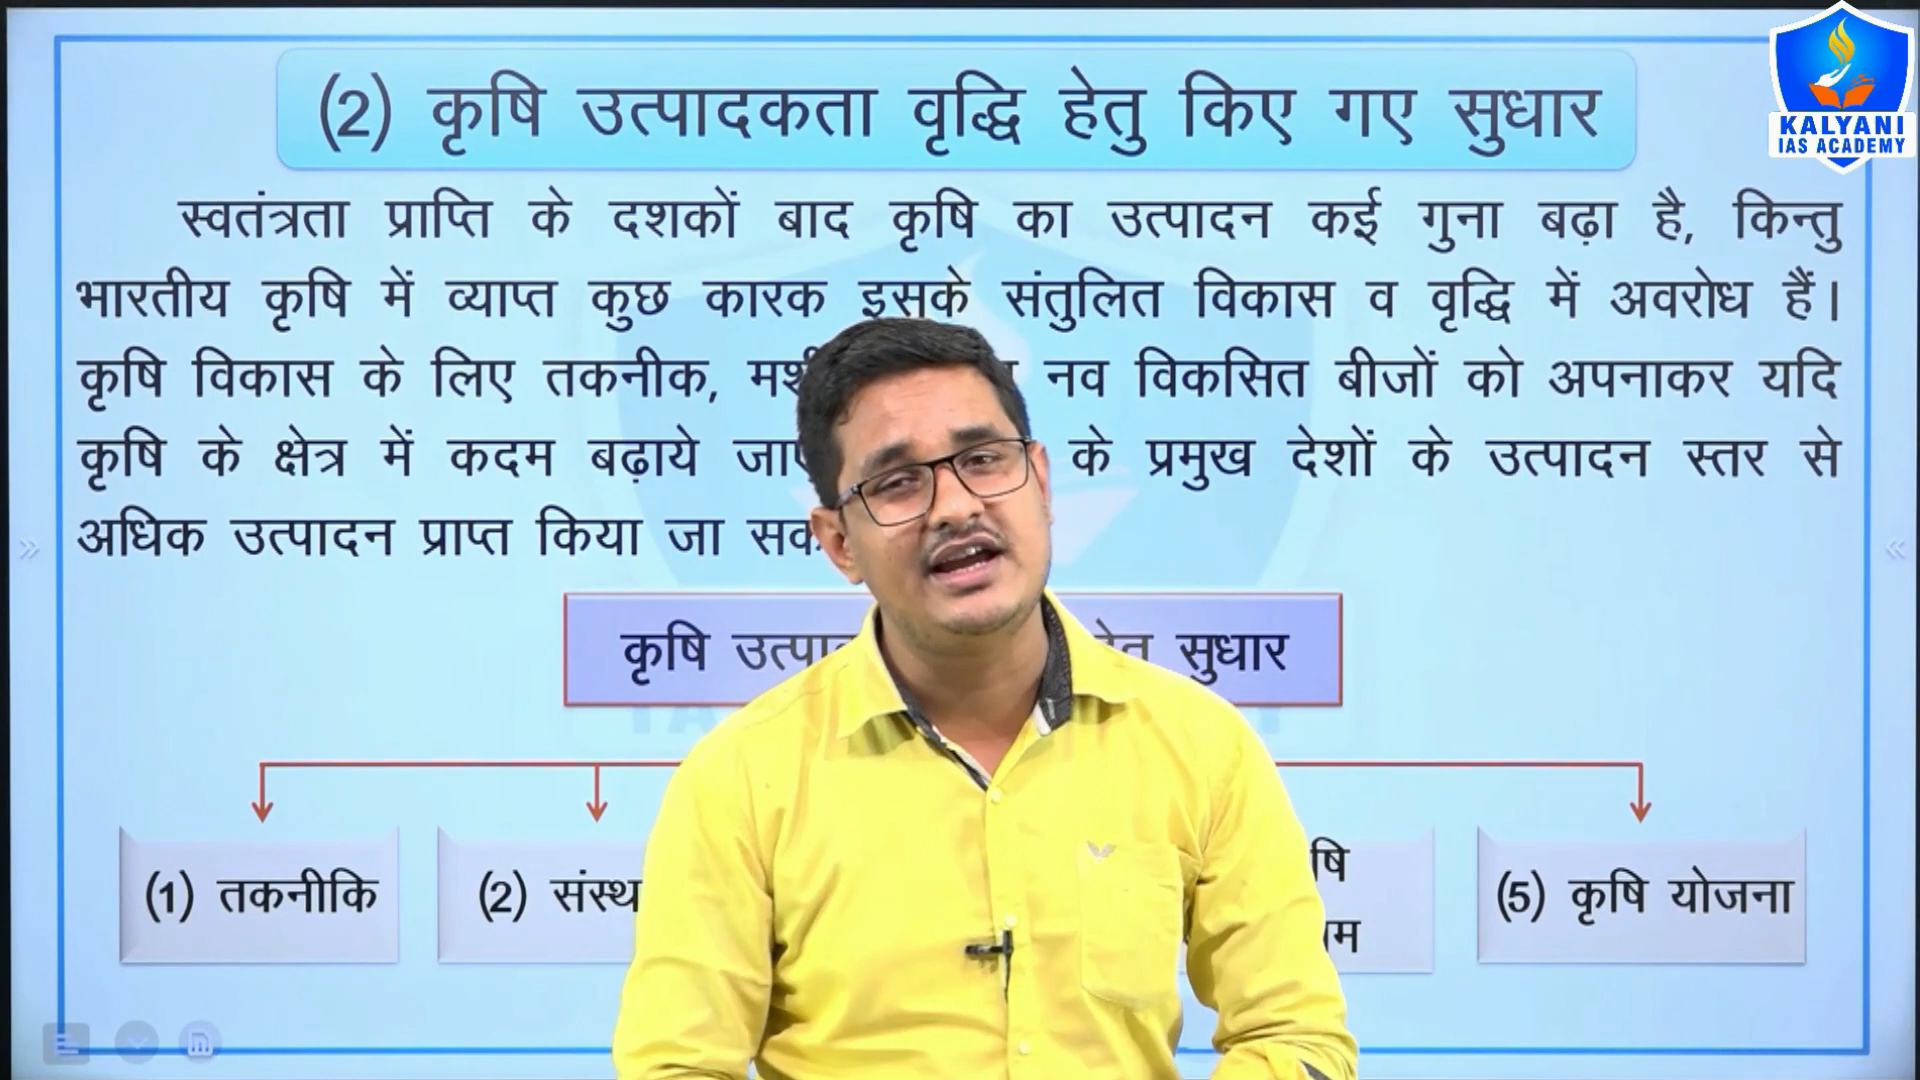 KALYANI
IAS ACADEMY
(2) कृषि उत्पादकता वृद्धि हेतु किए गए सुधार
स्वतंत्रता प्राप्ति के दशकों बाद कृषि का उत्पादन कई गुना बढ़ा है, किन्तु
भारतीय कृषि में व्याप्त कुछ कारक इसके संतुलित विकास व वृद्धि में अवरोध हैं।
कृषि विकास के लिए तकनीक, नव विकसित बीजों को अपनाकर यदि
कृषि के क्षेत्र में कदम बढ़ाये के प्रमुख देशों के उत्पादन स्तर से
अधिक उत्पादन प्राप्त किया जा
कृषि सुधार
(1) तकनीकि
(2)
(5) कृषि योजना